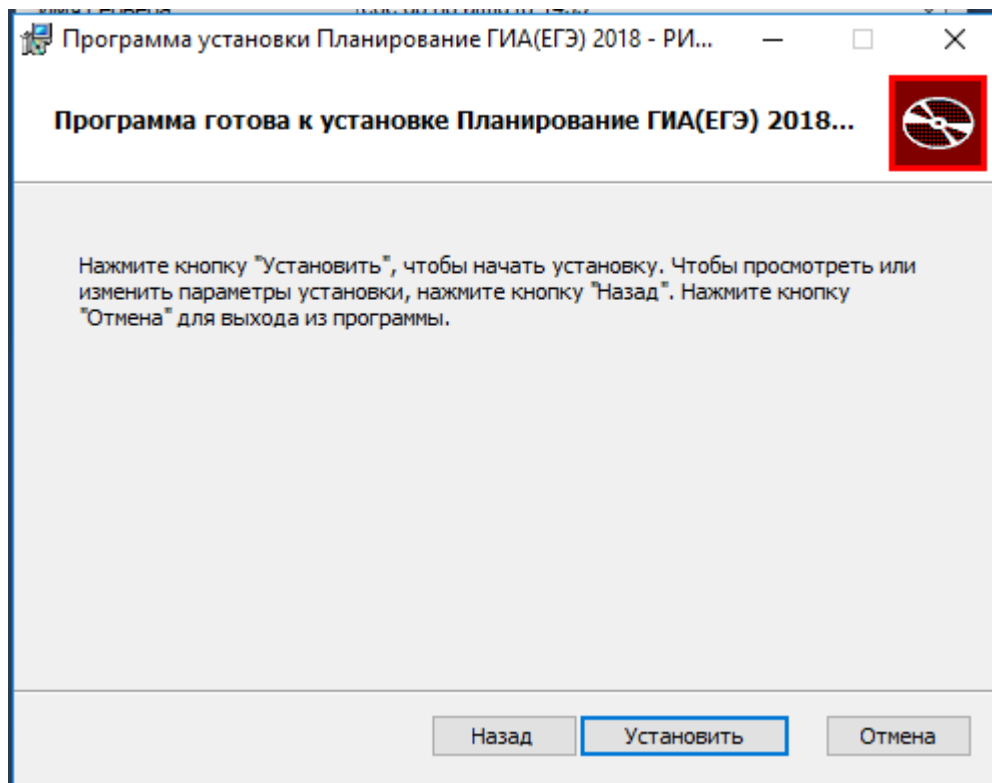 Программа установки Планирование ГИА(ЕГЭ) 2018 - РИ...
Программа готова к установке Планирование ГИА(ЕГЭ) 2018...
Нажмите кнопку "Установить", чтобы начать установку. Чтобы просмотреть или
изменить параметры установки, нажмите кнопку "Назад". Нажмите кнопку
"Отмена" для выхода из программы.
Назад
Установить
Отмена